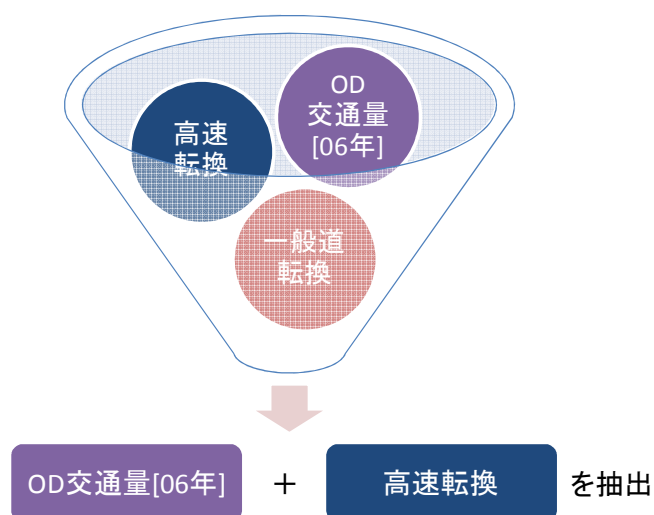 OD
交通量
[06年]
高速
転換
一般道
転換
OD交通量[06年] + 高速転換 を抽出